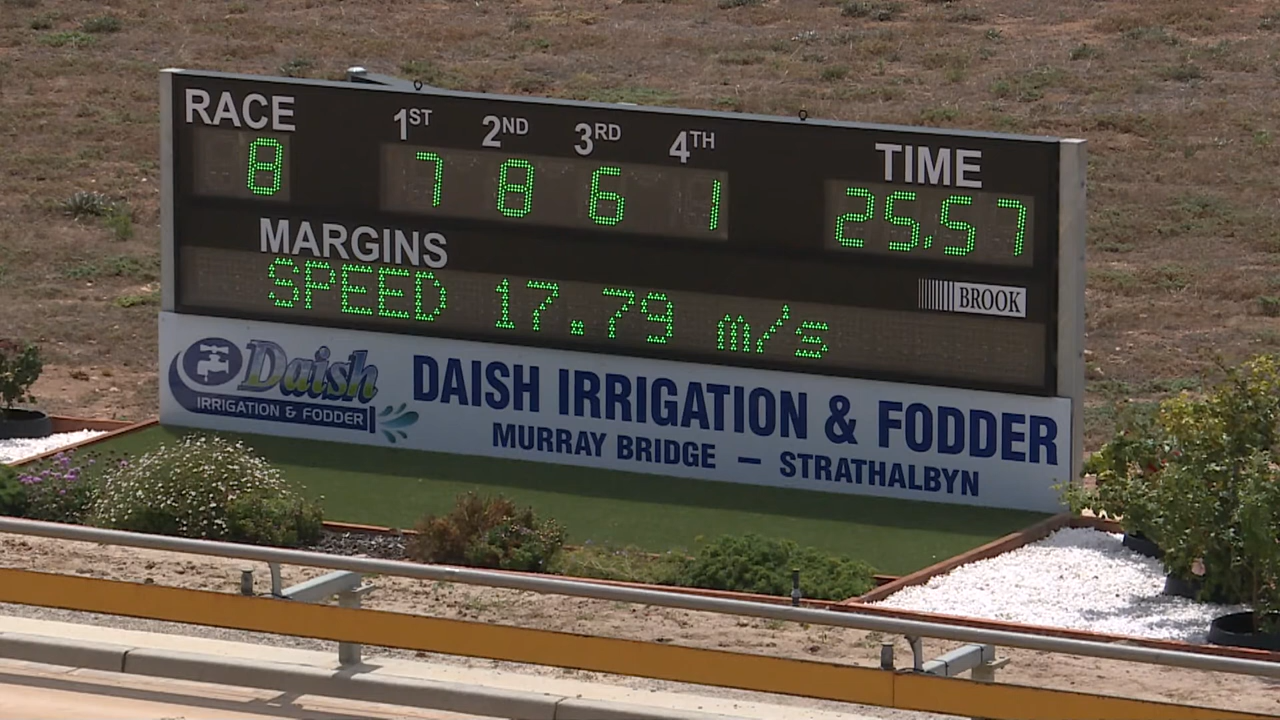 RACE 1ST 2ND 3RD 4TH TIME
8 7 8 6 1 25.57
MARGINS
SPEED 17.79 m/s
BROOK
Daish
IRRIGATION & FODDER
DAISH IRRIGATION & FODDER
MURRAY BRIDGE – STRATHALBYN